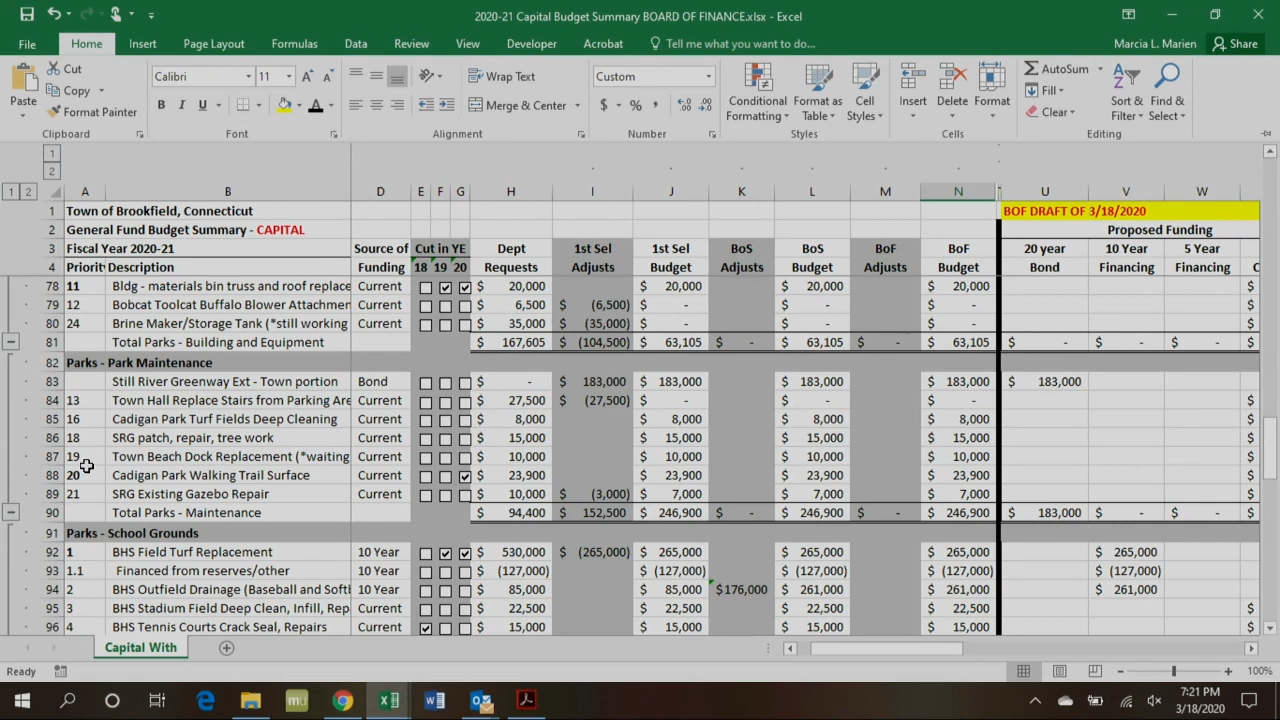 2020-21 Capital Budget Summary BOARD OF FINANCE.xlsx - Excel
File Home Insert Page Layout Formulas Data Review View Developer Acrobat Tell me what you want to do... Marcia L. Marien Share
Paste Cut Copy Format Painter Clipboard
Calibri 11 A A B I U A Font
Wrap Text Merge & Center Alignment
Custom $ % , Number
Conditional Formatting Format as Table Cell Styles Styles
Insert Delete Format Cells
AutoSum Fill Clear Sort & Filter Find & Select Editing
1
2
1 2 A B D E F G H I J K L M N U V W
1 Town of Brookfield, Connecticut BOF DRAFT OF 3/18/2020
2 General Fund Budget Summary - CAPITAL Proposed Funding
3 Fiscal Year 2020-21 Source of Cut in YE Dept 1st Sel 1st Sel BoS BoS BoF BoF 20 year 10 Year 5 Year
4 Priorit Description Funding 18 19 20 Requests Adjusts Budget Adjusts Budget Adjusts Budget Bond Financing Financing
78 11 Bldg - materials bin truss and roof replace Current $ 20,000 $ 20,000 $ 20,000 $ 20,000 $
79 12 Bobcat Toolcat Buffalo Blower Attachmen Current $ 6,500 $ (6,500) $ - $ - $ - $
80 24 Brine Maker/Storage Tank (*still working Current $ 35,000 $ (35,000) $ - $ - $ - $
81 Total Parks - Building and Equipment $ 167,605 $ (104,500) $ 63,105 $ - $ 63,105 $ - $ 63,105 $ - $ - $ - $
82 Parks - Park Maintenance
83 Still River Greenway Ext - Town portion Bond $ - $ 183,000 $ 183,000 $ 183,000 $ 183,000 $ 183,000
84 13 Town Hall Replace Stairs from Parking Are Current $ 27,500 $ (27,500) $ - $ - $ - $
85 16 Cadigan Park Turf Fields Deep Cleaning Current $ 8,000 $ 8,000 $ 8,000 $ 8,000 $
86 18 SRG patch, repair, tree work Current $ 15,000 $ 15,000 $ 15,000 $ 15,000 $
87 19 Town Beach Dock Replacement (*waiting Current $ 10,000 $ 10,000 $ 10,000 $ 10,000 $
88 20 Cadigan Park Walking Trail Surface Current $ 23,900 $ 23,900 $ 23,900 $ 23,900 $
89 21 SRG Existing Gazebo Repair Current $ 10,000 $ (3,000) $ 7,000 $ 7,000 $ 7,000 $
90 Total Parks - Maintenance $ 94,400 $ 152,500 $ 246,900 $ - $ 246,900 $ - $ 246,900 $ 183,000 $ - $ - $
91 Parks - School Grounds
92 1 BHS Field Turf Replacement 10 Year $ 530,000 $ (265,000) $ 265,000 $ 265,000 $ 265,000 $ 265,000
93 1.1 Financed from reserves/other 10 Year $ (127,000) $ (127,000) $ (127,000) $ (127,000) $ (127,000)
94 2 BHS Outfield Drainage (Baseball and Softb 10 Year $ 85,000 $ 85,000 $176,000 $ 261,000 $ 261,000 $ 261,000
95 3 BHS Stadium Field Deep Clean, Infill, Rep Current $ 22,500 $ 22,500 $ 22,500 $ 22,500 $
96 4 BHS Tennis Courts Crack Seal, Repairs Current $ 15,000 $ 15,000 $ 15,000 $ 15,000 $
Capital With
Ready 100%
mu 7:21 PM
3/18/2020